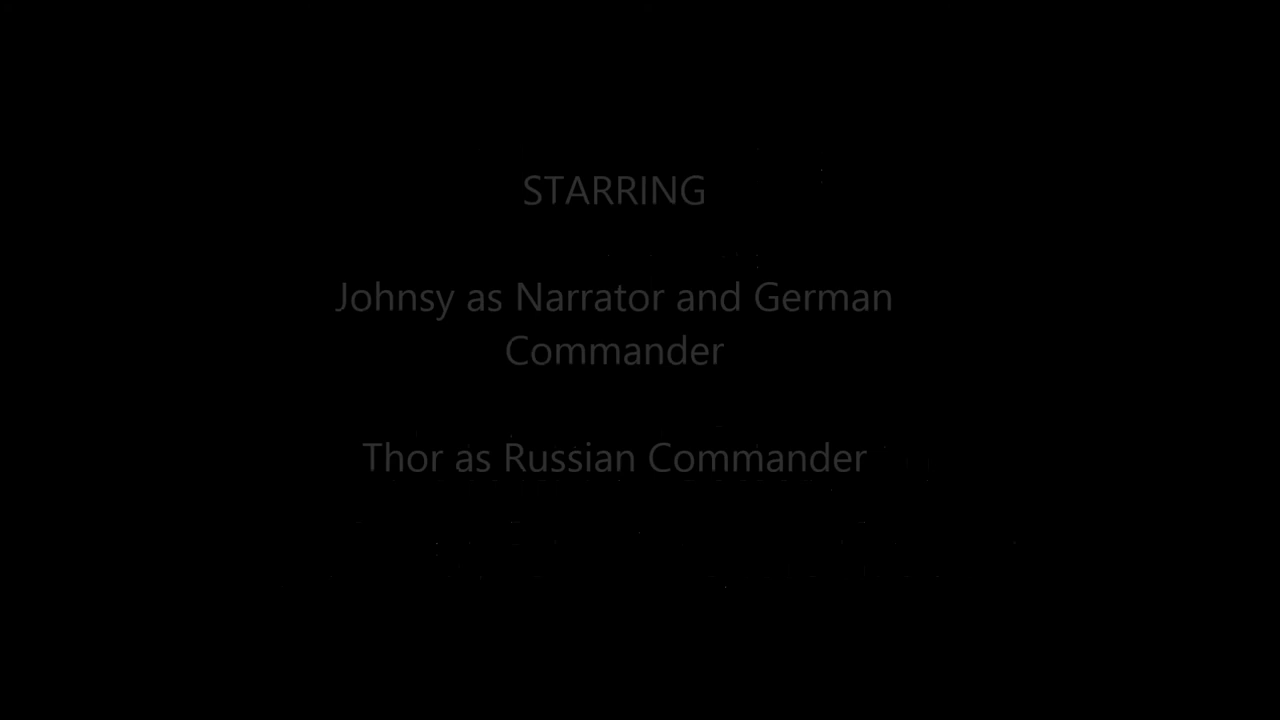 STARRING
Johnsy as Narrator and German
Commander
Thor as Russian Commander